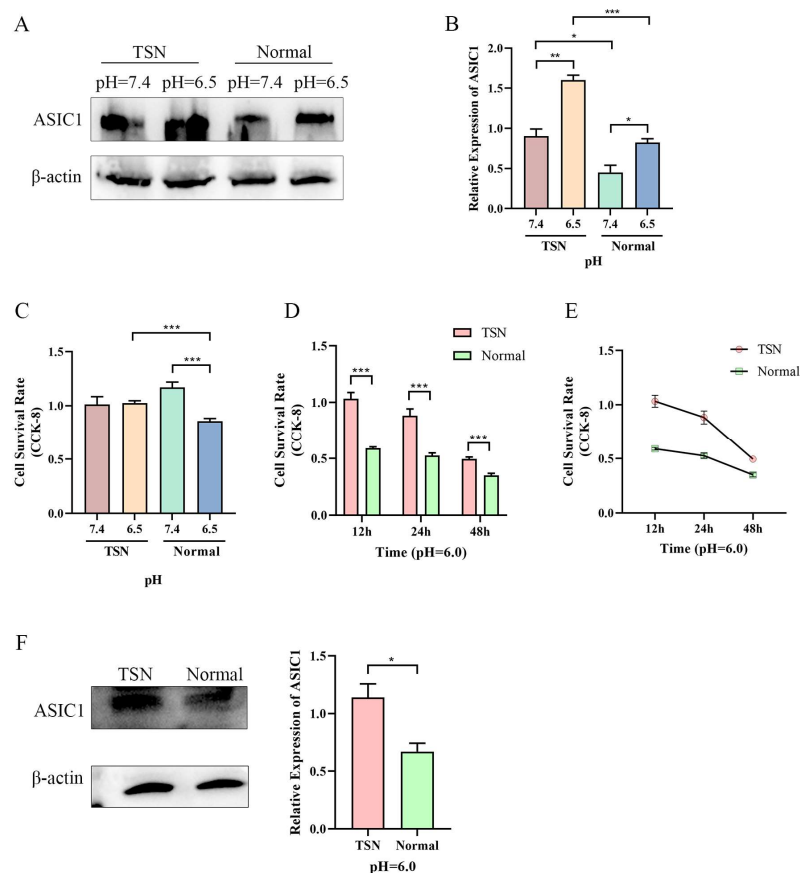 A
TSN Normal
pH=7.4 pH=6.5 pH=7.4 pH=6.5
ASIC1
β-actin
B
Relative Expression of ASIC1
2.0
1.5
1.0
0.5
0.0
***
*
**
*
7.4 6.5 7.4 6.5
TSN Normal
pH
C
Cell Survival Rate
(CCK-8)
1.5
1.0
0.5
0.0
***
***
7.4 6.5 7.4 6.5
TSN Normal
pH
D
Cell Survival Rate
(CCK-8)
1.5
1.0
0.5
0.0
TSN
Normal
***
***
***
12h 24h 48h
Time (pH=6.0)
E
Cell Survival Rate
(CCK-8)
1.5
1.0
0.5
0.0
TSN
Normal
12h 24h 48h
Time (pH=6.0)
F
TSN Normal
ASIC1
β-actin
Relative Expression of ASIC1
1.5
1.0
0.5
0.0
*
TSN Normal
pH=6.0